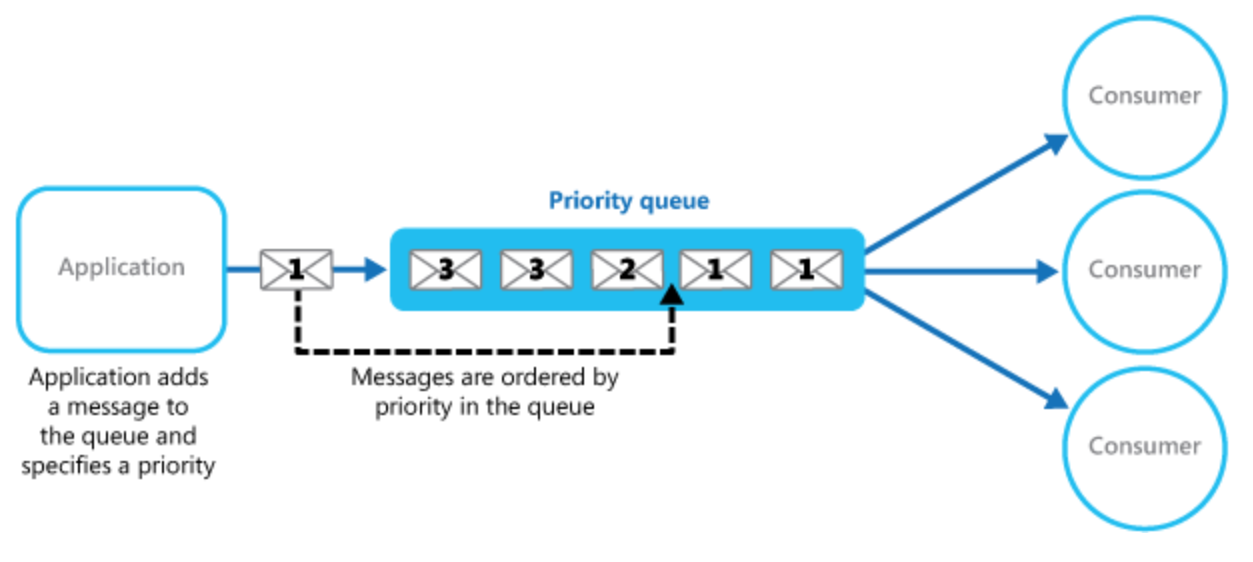 Consumer
Priority queue
Application
1
3 3 2 1 1
Consumer
Application adds
a message to
the queue and
specifies a priority
Messages are ordered by
priority in the queue
Consumer